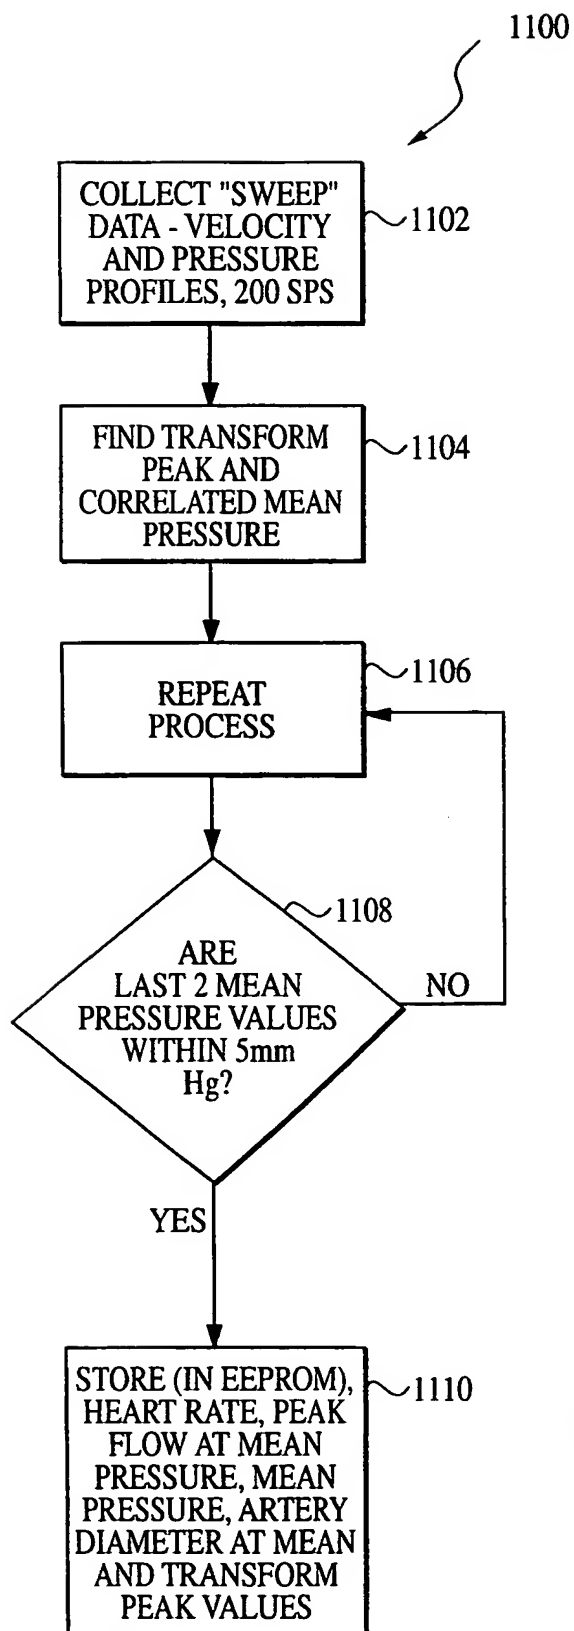 1100
COLLECT "SWEEP"
DATA - VELOCITY
AND PRESSURE
PROFILES, 200 SPS
1102
FIND TRANSFORM
PEAK AND
CORRELATED MEAN
PRESSURE
1104
REPEAT
PROCESS
1106
ARE
LAST 2 MEAN
PRESSURE VALUES
WITHIN 5mm
Hg?
1108
NO
YES
STORE (IN EEPROM),
HEART RATE, PEAK
FLOW AT MEAN
PRESSURE, MEAN
PRESSURE, ARTERY
DIAMETER AT MEAN
AND TRANSFORM
PEAK VALUES
1110